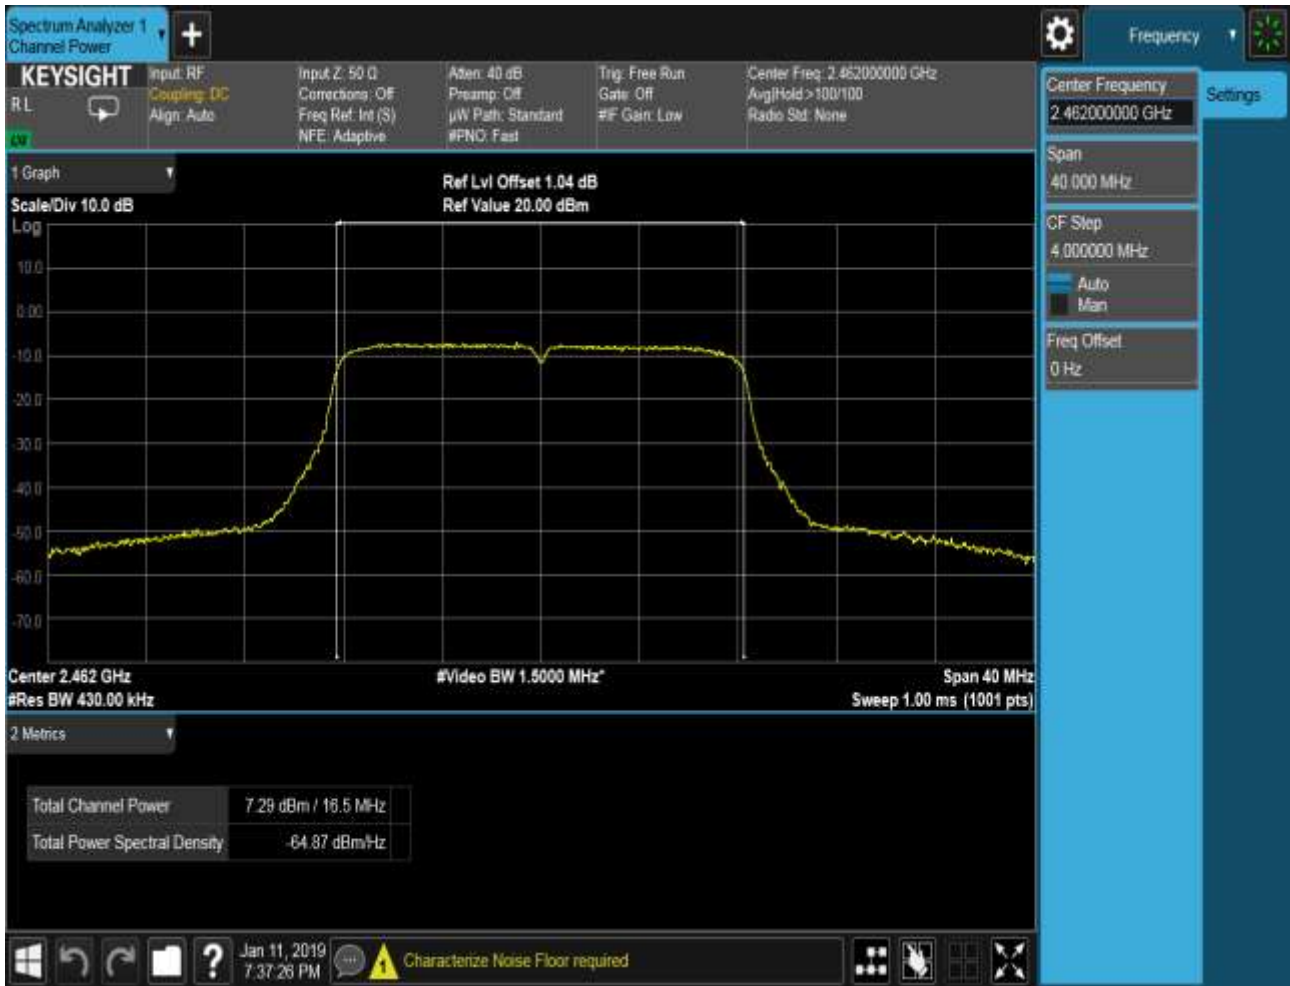 Spectrum Analyzer 1
Channel Power
Frequency
KEYSIGHT
RL
LXI
Input: RF
Coupling: DC
Align: Auto
Input Z: 50 Ω
Corrections: Off
Freq Ref: Int (S)
NFE: Adaptive
Atten: 40 dB
Preamp: Off
µW Path: Standard
#PNO: Fast
Trig: Free Run
Gate: Off
#IF Gain: Low
Center Freq: 2.462000000 GHz
Avg|Hold:>100/100
Radio Std: None
Center Frequency
2.462000000 GHz
Settings
Span
40.000 MHz
CF Step
4.000000 MHz
Auto
Man
Freq Offset
0 Hz
1 Graph
Scale/Div 10.0 dB
Ref Lvl Offset 1.04 dB
Ref Value 20.00 dBm
Log
10.0
0.00
-10.0
-20.0
-30.0
-40.0
-50.0
-60.0
-70.0
Center 2.462 GHz
#Video BW 1.5000 MHz*
Span 40 MHz
#Res BW 430.00 kHz
Sweep 1.00 ms (1001 pts)
2 Metrics
Total Channel Power 7.29 dBm / 16.5 MHz
Total Power Spectral Density -64.87 dBm/Hz
?
Jan 11, 2019
7:37:26 PM
1
Characterize Noise Floor required